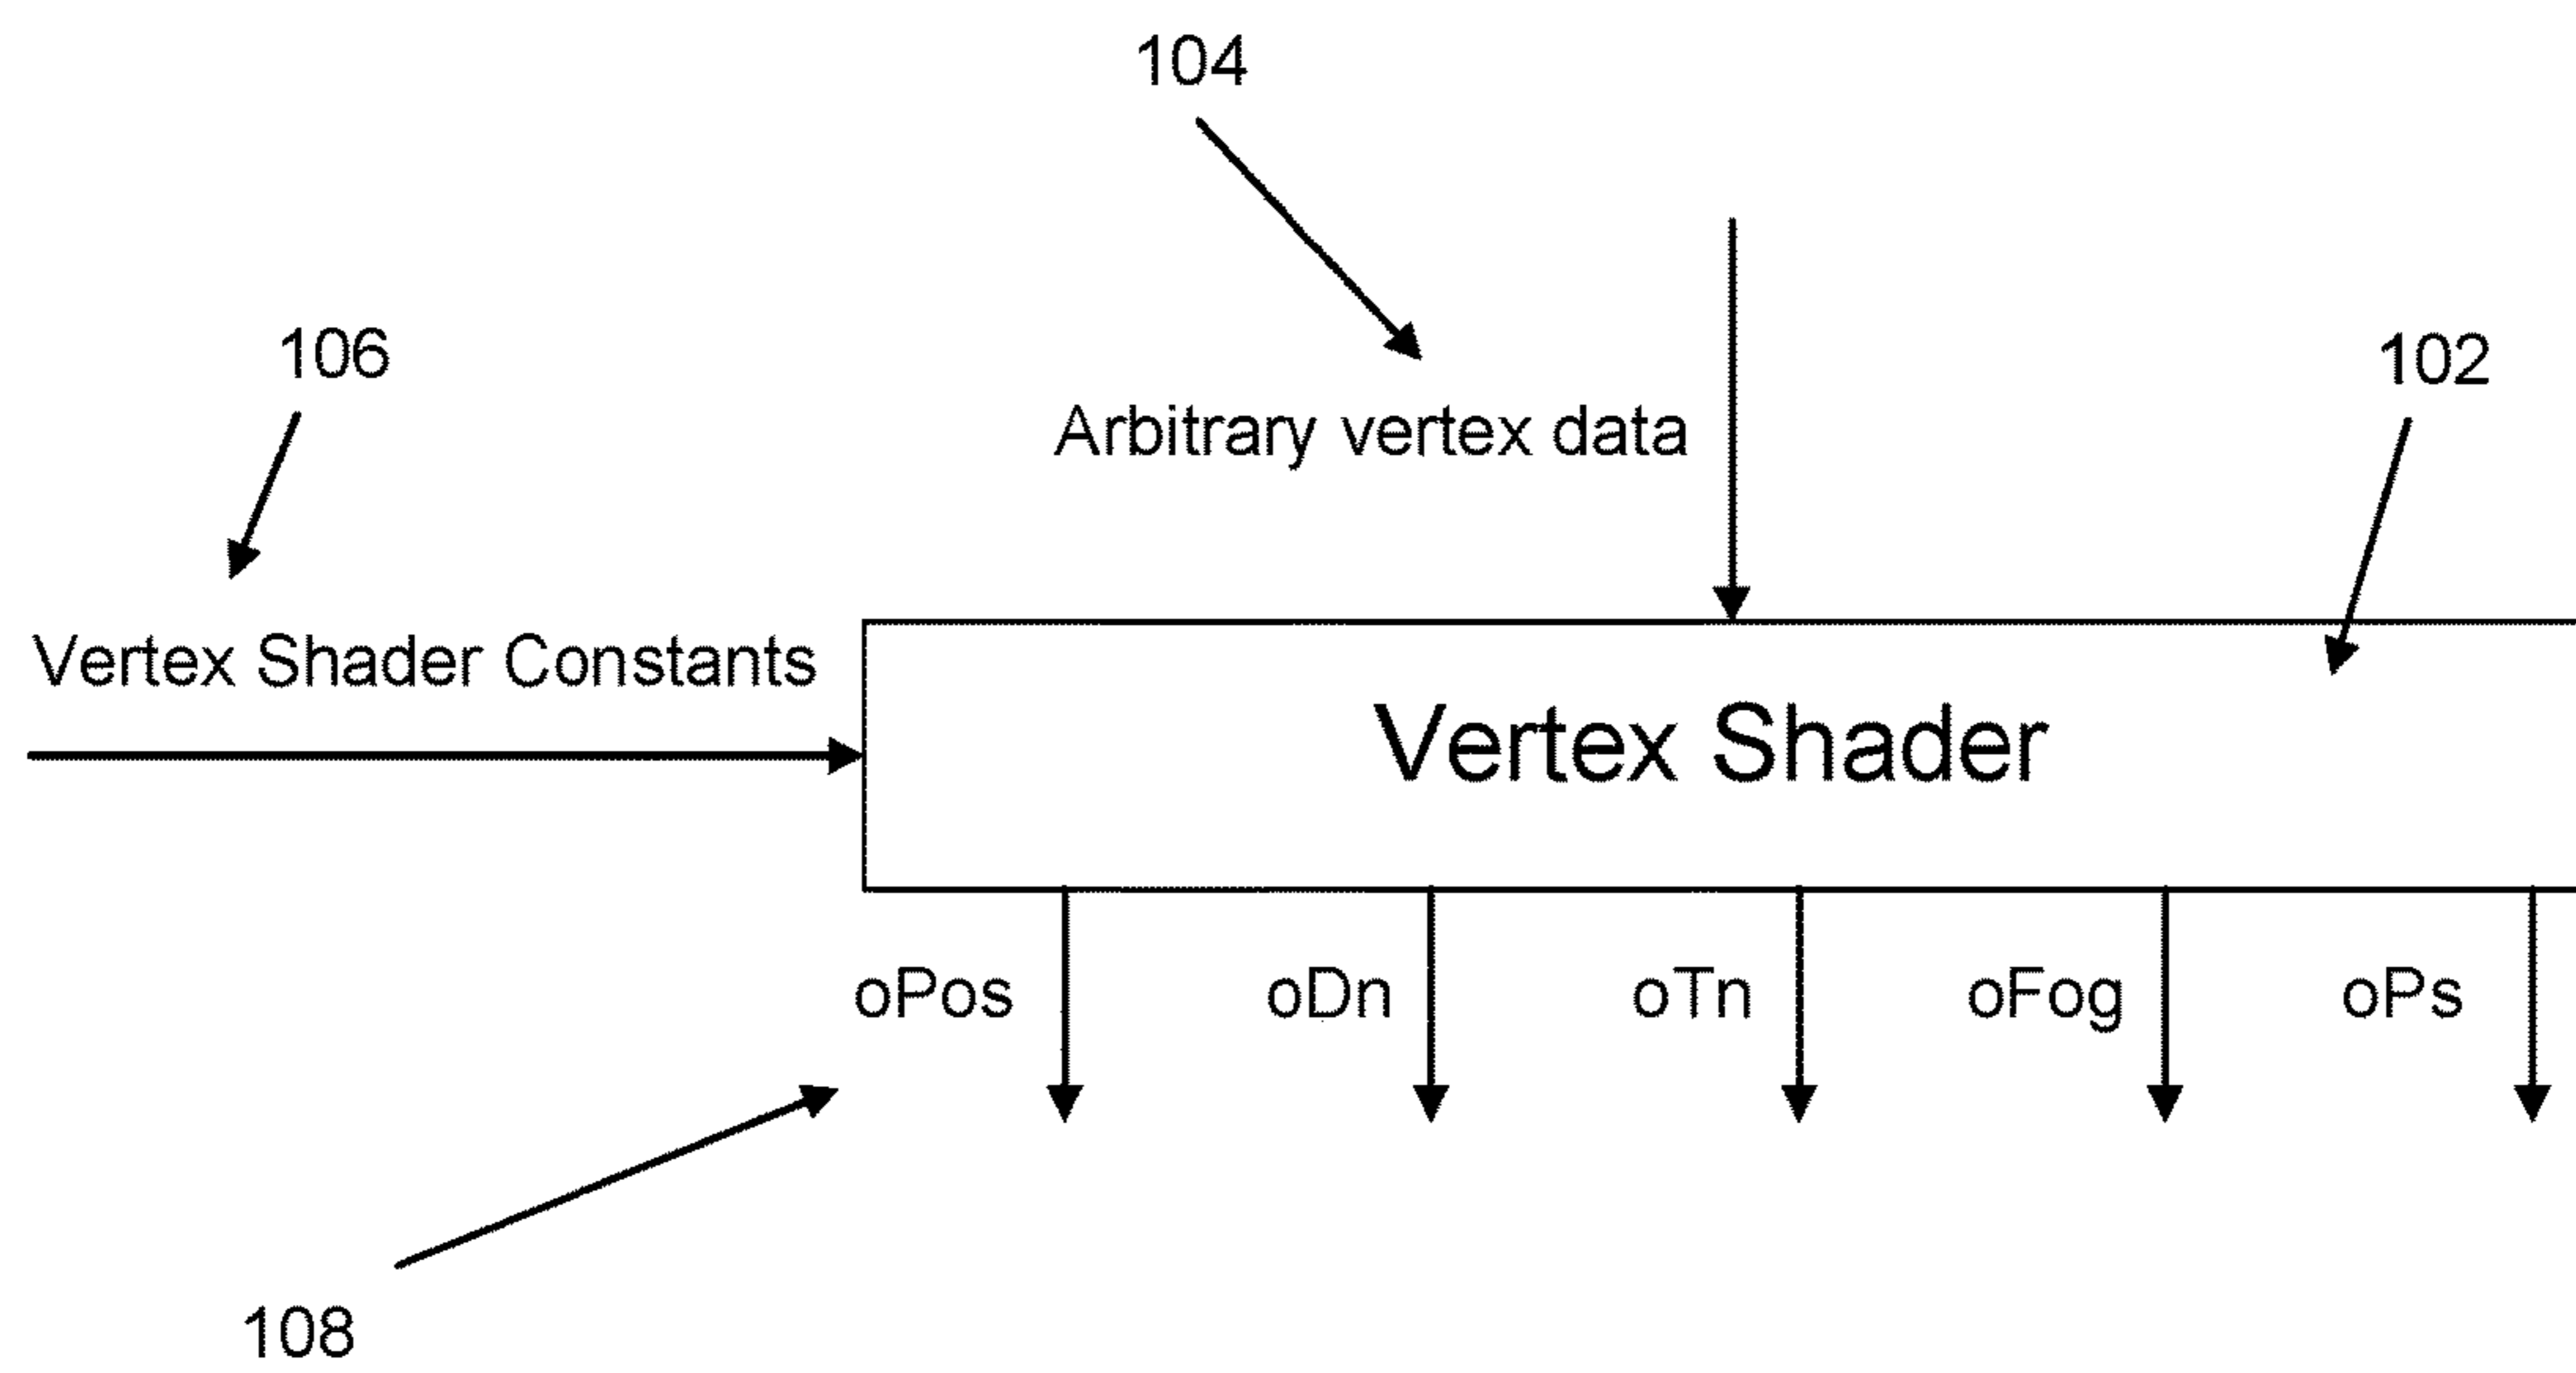 104
106
102
Arbitrary vertex data
Vertex Shader Constants
Vertex Shader
oPos oDn oTn oFog oPs
108